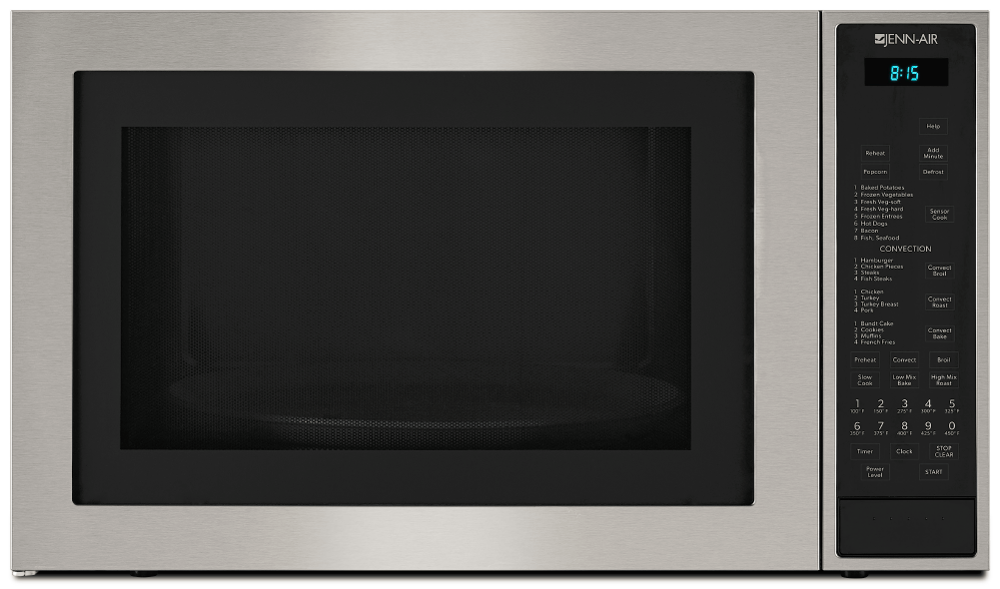 JENN-AIR
8:15
Help
Reheat
Add
Minute
Popcorn
Defrost
1 Baked Potatoes
2 Frozen Vegetables
3 Fresh Veg-soft
4 Fresh Veg-hard
5 Frozen Entrees
6 Hot Dogs
7 Bacon
8 Fish, Seafood
Sensor
Cook
CONVECTION
1 Hamburger
2 Chicken Pieces
3 Steaks
4 Fish Steaks
Convect
Broil
1 Chicken
2 Turkey
3 Turkey Breast
4 Pork
Convect
Roast
1 Bundt Cake
2 Cookies
3 Muffins
4 French Fries
Convect
Bake
Preheat Convect Broil
Slow
Cook
Low Mix
Bake
High Mix
Roast
1 2 3 4 5
100°F 150°F 275°F 300°F 325°F
6 7 8 9 0
350°F 375°F 400°F 425°F 450°F
Timer Clock
STOP
CLEAR
Power
Level
START